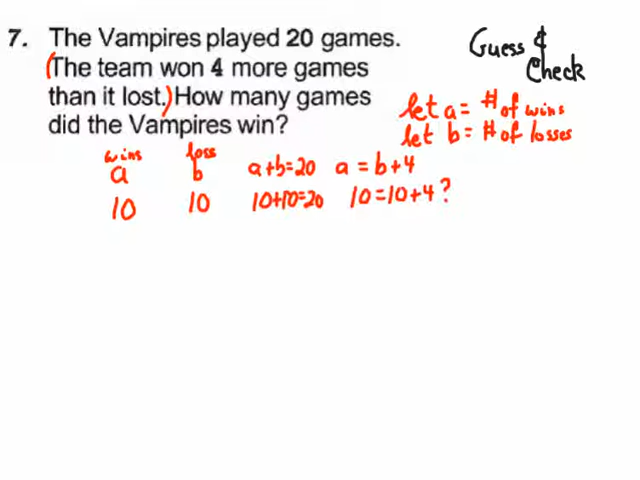 7. The Vampires played 20 games.
(The team won 4 more games
than it lost.) How many games
did the Vampires win?
Guess &
Check
let a = # of wins
let b = # of losses
wins loss
a b a+b=20 a = b+4
10 10 10+10=20 10=10+4?